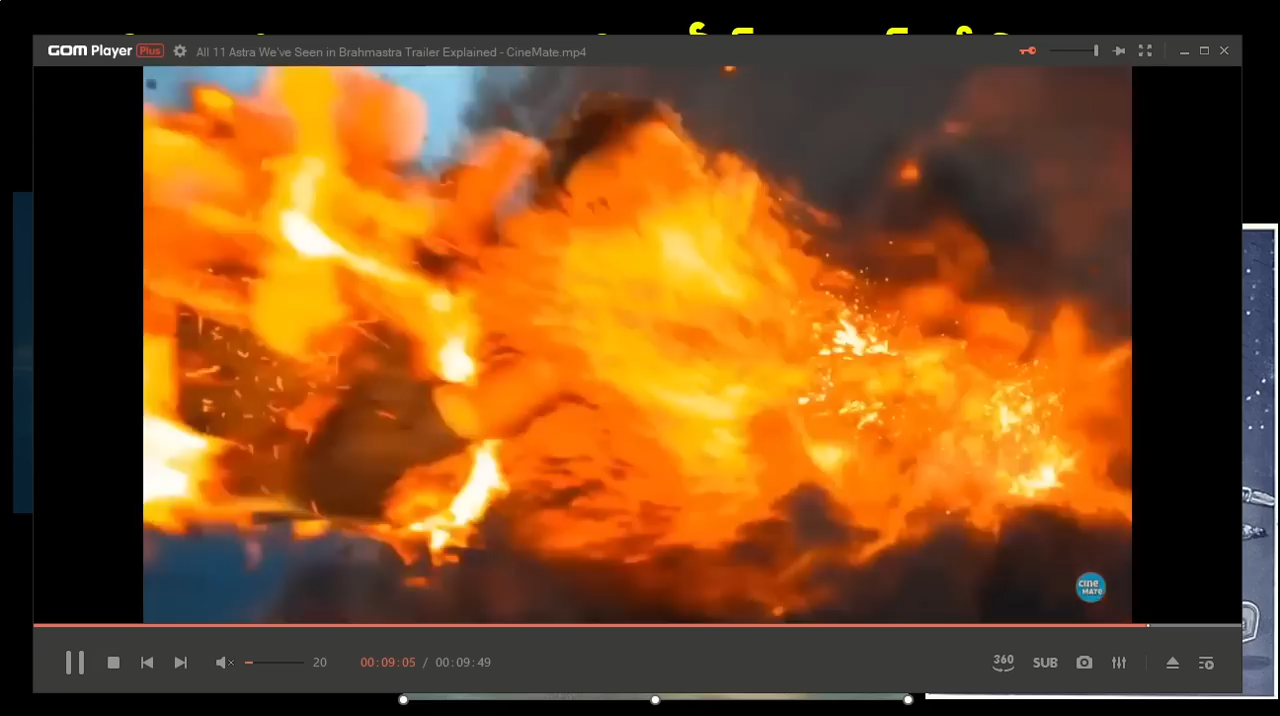 GOM Player Plus All 11 Astra We've Seen in Brahmastra Trailer Explained - CineMate.mp4
CINE
MATE
20 00:09:05 / 00:09:49 360 SUB